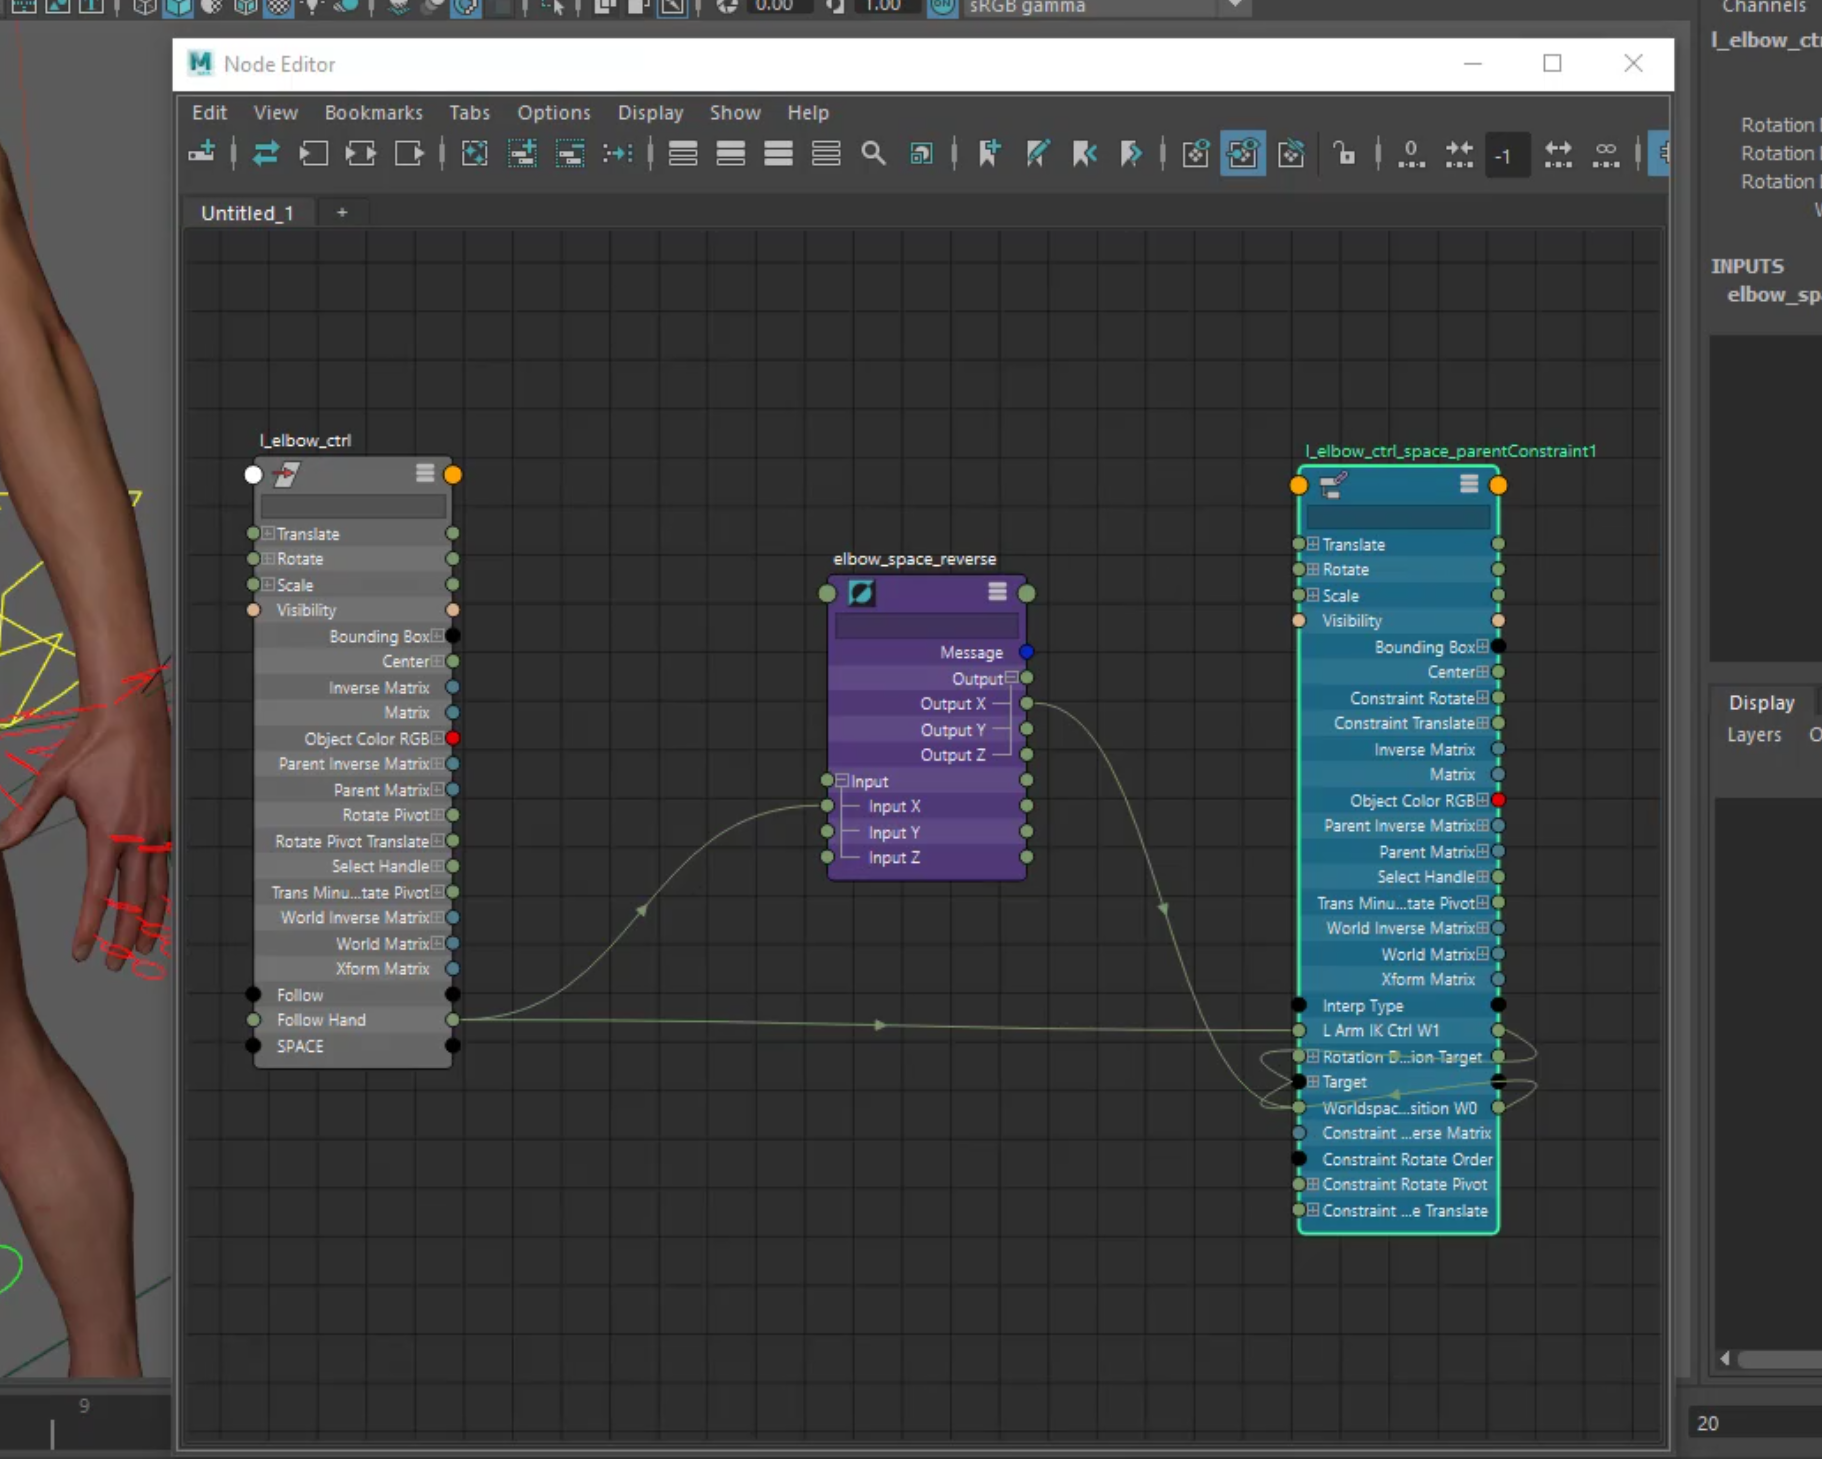 0.00
1.00
ON
sRGB gamma
Channels
l_elbow_ct
Node Editor
Edit View Bookmarks Tabs Options Display Show Help
0
-1
∞
Rotation
Rotation
Rotation
Untitled_1
+
INPUTS
elbow_sp
l_elbow_ctrl
Translate
Rotate
Scale
Visibility
Bounding Box
Center
Inverse Matrix
Matrix
Object Color RGB
Parent Inverse Matrix
Parent Matrix
Rotate Pivot
Rotate Pivot Translate
Select Handle
Trans Minu...tate Pivot
World Inverse Matrix
World Matrix
Xform Matrix
Follow
Follow Hand
SPACE
elbow_space_reverse
Message
Output
Output X
Output Y
Output Z
Input
Input X
Input Y
Input Z
l_elbow_ctrl_space_parentConstraint1
Translate
Rotate
Scale
Visibility
Bounding Box
Center
Constraint Rotate
Constraint Translate
Inverse Matrix
Matrix
Object Color RGB
Parent Inverse Matrix
Parent Matrix
Select Handle
Trans Minu...tate Pivot
World Inverse Matrix
World Matrix
Xform Matrix
Interp Type
L Arm IK Ctrl W1
Rotation D...ion Target
Target
Worldspac...sition W0
Constraint ...erse Matrix
Constraint Rotate Order
Constraint Rotate Pivot
Constraint ...e Translate
Display
Layers
9
20